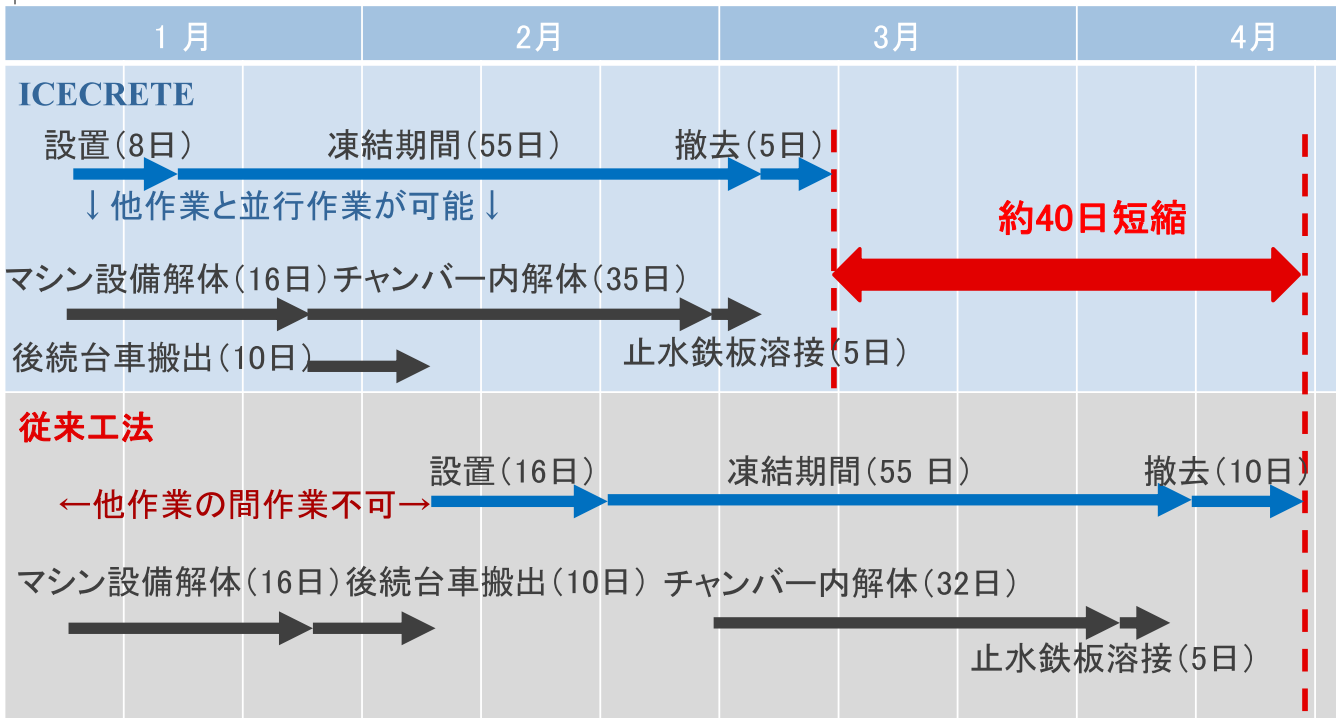 1 月 2月 3月 4月
ICECRETE
設置(8日) 凍結期間(55日) 撤去(5日)
↓他作業と並行作業が可能↓
約40日短縮
マシン設備解体(16日) チャンバー内解体(35日)
後続台車搬出(10日) 止水鉄板溶接(5日)
従来工法
設置(16日) 凍結期間(55 日) 撤去(10日)
←他作業の間作業不可→
マシン設備解体(16日) 後続台車搬出(10日) チャンバー内解体(32日)
止水鉄板溶接(5日)